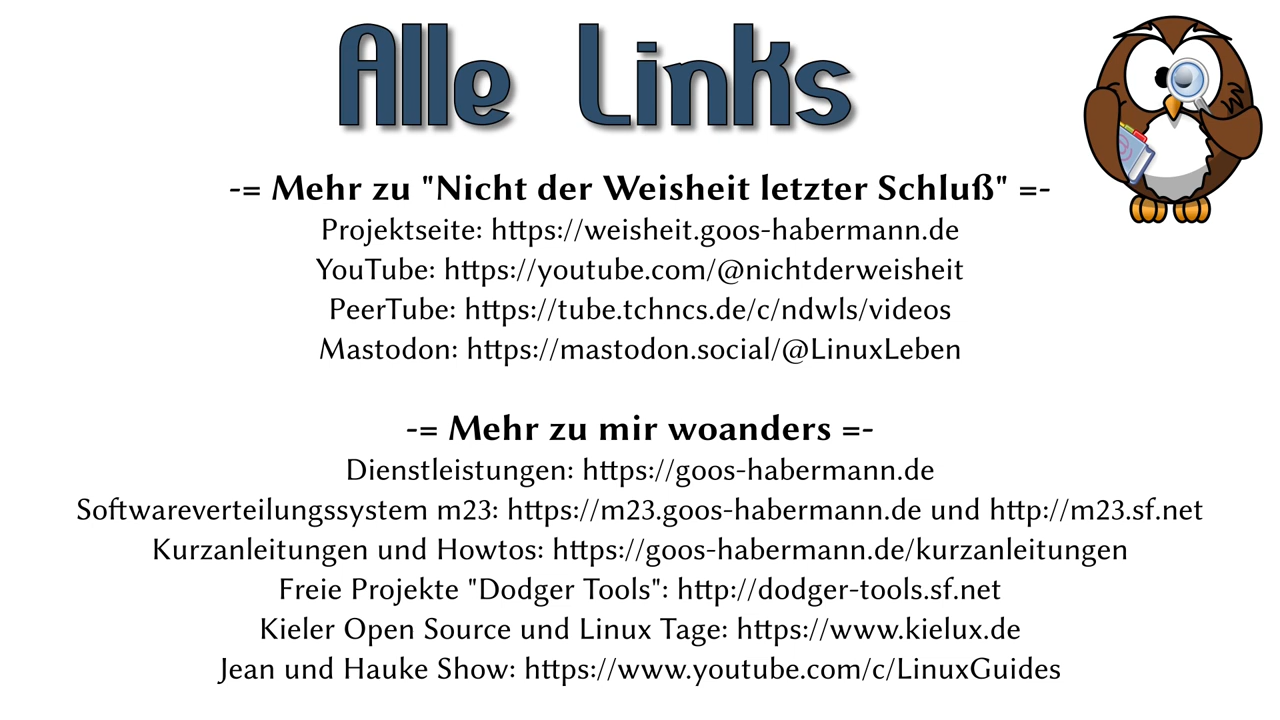 Alle Links
-= Mehr zu "Nicht der Weisheit letzter Schluß" =-
Projektseite: https://weisheit.goos-habermann.de
YouTube: https://youtube.com/@nichtderweisheit
PeerTube: https://tube.tchncs.de/c/ndwls/videos
Mastodon: https://mastodon.social/@LinuxLeben
-= Mehr zu mir woanders =-
Dienstleistungen: https://goos-habermann.de
Softwareverteilungssystem m23: https://m23.goos-habermann.de und http://m23.sf.net
Kurzanleitungen und Howtos: https://goos-habermann.de/kurzanleitungen
Freie Projekte "Dodger Tools": http://dodger-tools.sf.net
Kieler Open Source und Linux Tage: https://www.kielux.de
Jean und Hauke Show: https://www.youtube.com/c/LinuxGuides